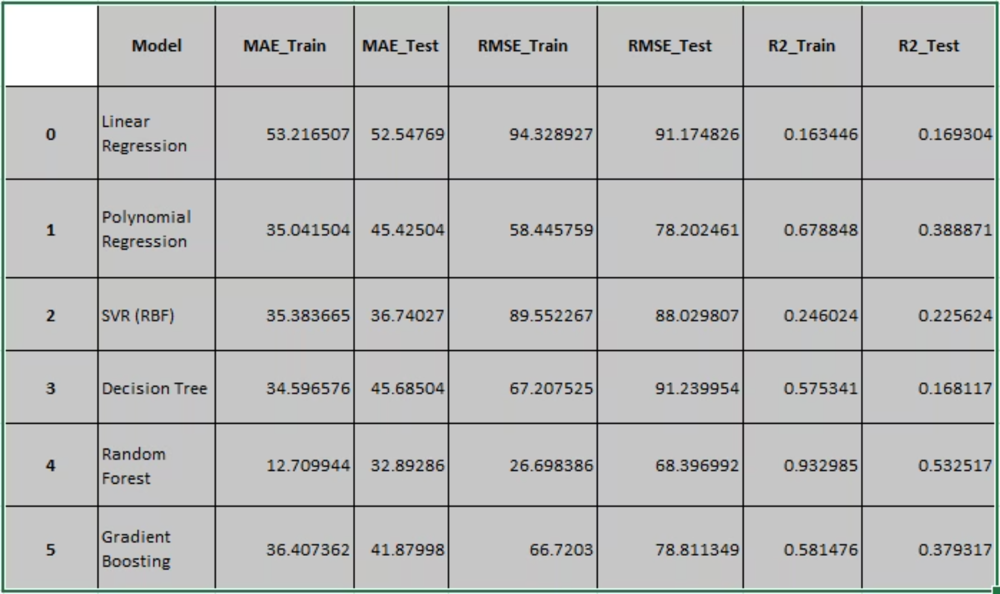 Model MAE_Train MAE_Test RMSE_Train RMSE_Test R2_Train R2_Test
0 Linear Regression 53.216507 52.54769 94.328927 91.174826 0.163446 0.169304
1 Polynomial Regression 35.041504 45.42504 58.445759 78.202461 0.678848 0.388871
2 SVR (RBF) 35.383665 36.74027 89.552267 88.029807 0.246024 0.225624
3 Decision Tree 34.596576 45.68504 67.207525 91.239954 0.575341 0.168117
4 Random Forest 12.709944 32.89286 26.698386 68.396992 0.932985 0.532517
5 Gradient Boosting 36.407362 41.87998 66.7203 78.811349 0.581476 0.379317